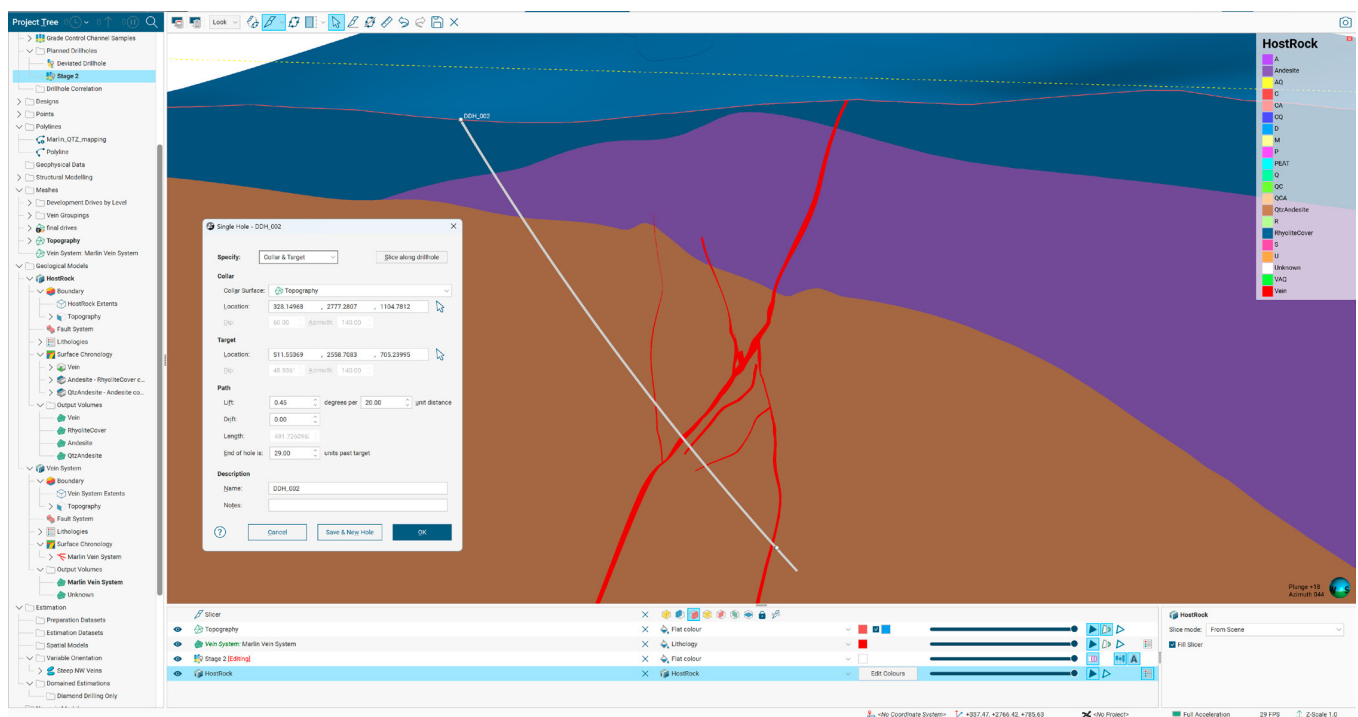 Project Tree
Look
Grade Control Channel Samples
Planned Drillholes
Deviated Drillhole
Stage 2
Drillhole Correlation
Designs
Points
Polylines
Marlin_QTZ_mapping
Polyline
Geophysical Data
Structural Modelling
Meshes
Development Drives by Level
Vein Groupings
final drives
Topography
Vein System: Marlin Vein System
Geological Models
HostRock
Boundary
HostRock Extents
Topography
Fault System
Lithologies
Surface Chronology
Vein
Andesite - RhyoliteCover c...
QtzAndesite - Andesite co...
Output Volumes
Vein
RhyoliteCover
Andesite
QtzAndesite
Vein System
Boundary
Vein System Extents
Topography
Fault System
Lithologies
Surface Chronology
Marlin Vein System
Output Volumes
Marlin Vein System
Unknown
Estimation
Preparation Datasets
Estimation Datasets
Spatial Models
Variable Orientation
Steep NW Veins
Domained Estimations
Diamond Drilling Only
DDH_002
Single Hole - DDH_002
Specify: Collar & Target Slice along drillhole
Collar
Collar Surface: Topography
Location: 328.14968 , 2777.2807 , 1104.7812
Dip: 60.00 Azimuth: 140.00
Target
Location: 511.55369 , 2558.7083 , 705.23995
Azimuth: 140.00
Path
Lift: 0.45 degrees per 20.00 unit distance
Drift: 0.00
Length:
End of hole is: 29.00 units past target
Description
Name: DDH_002
Notes:
Cancel Save & New Hole OK
HostRock
A
Andesite
AQ
C
CA
CQ
D
M
P
PEAT
Q
QC
QCA
QtzAndesite
R
RhyoliteCover
S
U
Unknown
VAQ
Vein
Plunge +18
Azimuth 044
Slicer
Topography Flat colour
Vein System: Marlin Vein System Lithology
Stage 2 [Editing] Flat colour
HostRock HostRock Edit Colours
HostRock
Slice mode: From Scene
Fill Slicer
<No Coordinate System> +337.47, +2766.42, +785.63 <No Project> Full Acceleration 29 FPS Z-Scale 1.0